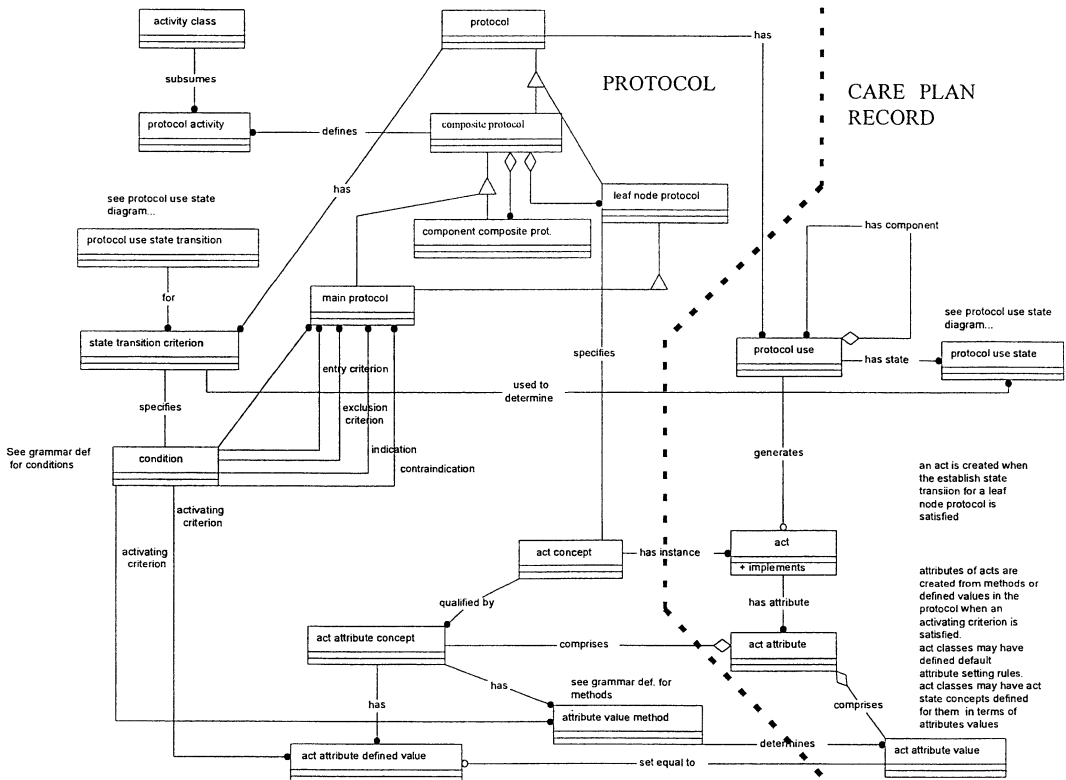 activity class
protocol
has
subsumes
PROTOCOL
CARE PLAN
RECORD
protocol activity
defines
composite protocol
has
leaf node protocol
see protocol use state
diagram...
protocol use state transition
component composite prot.
has component
for
main protocol
see protocol use state
diagram...
state transition criterion
specifies
protocol use
has state
protocol use state
entry criterion
used to
determine
specifies
exclusion
criterion
See grammar def
for conditions
condition
indication
contraindication
generates
an act is created when
the establish state
transiion for a leaf
node protocol is
satisfied
activating
criterion
activating
criterion
act concept
has instance
act
+ implements
qualified by
has attribute
attributes of acts are
created from methods or
defined values in the
protocol when an
activating criterion is
satisfied.
act classes may have
defined default
attribute setting rules.
act classes may have act
state concepts defined
for them in terms of
attributes values
act attribute concept
comprises
act attribute
has
see grammar def. for
methods
has
attribute value method
comprises
determines
act attribute defined value
set equal to
act attribute value